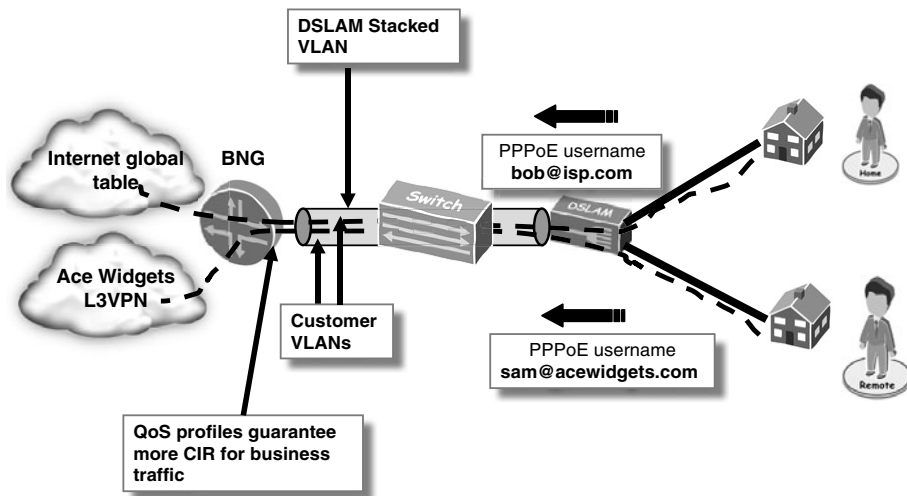 DSLAM Stacked
VLAN
Internet global
table
BNG
PPPoE username
bob@isp.com
Switch
DSLAM
Home
Ace Widgets
L3VPN
Customer
VLANs
PPPoE username
sam@acewidgets.com
Remote
QoS profiles guarantee
more CIR for business
traffic